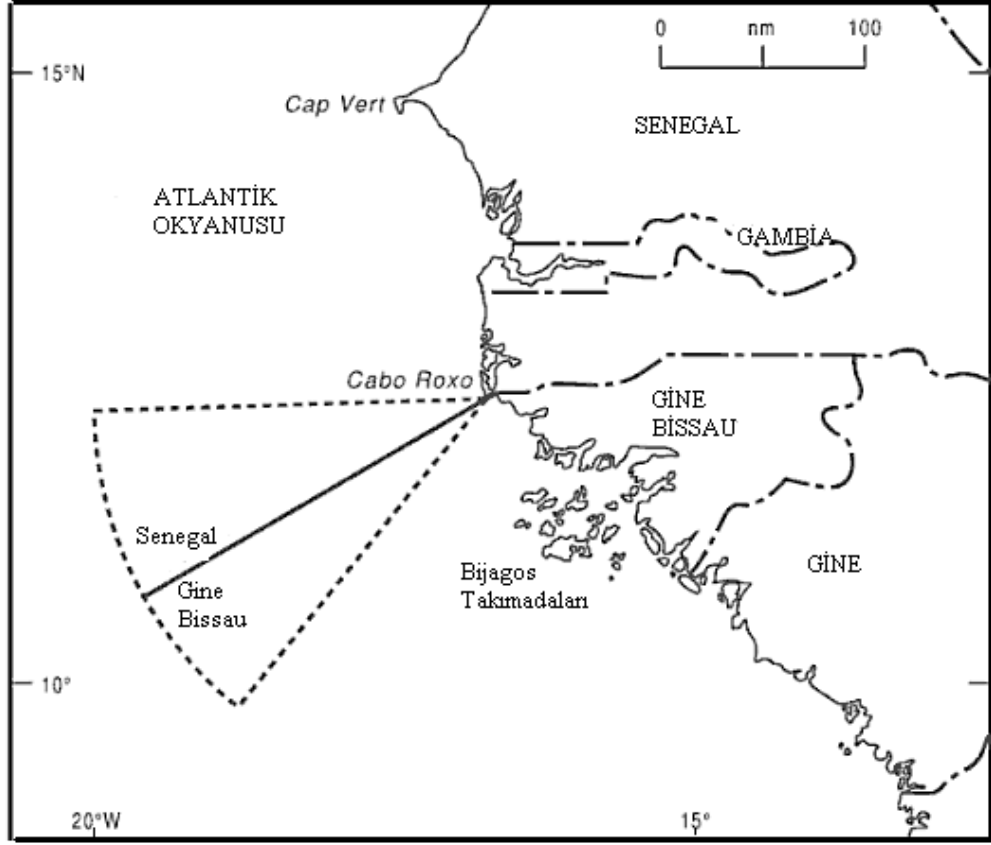 0 nm 100
15°N
Cap Vert
SENEGAL
ATLANTİK
OKYANUSU
GAMBİA
Cabo Roxo
GİNE
BİSSAU
Senegal
Gine
Bissau
Bijagos
Takımadaları
GİNE
10°
20°W
15°